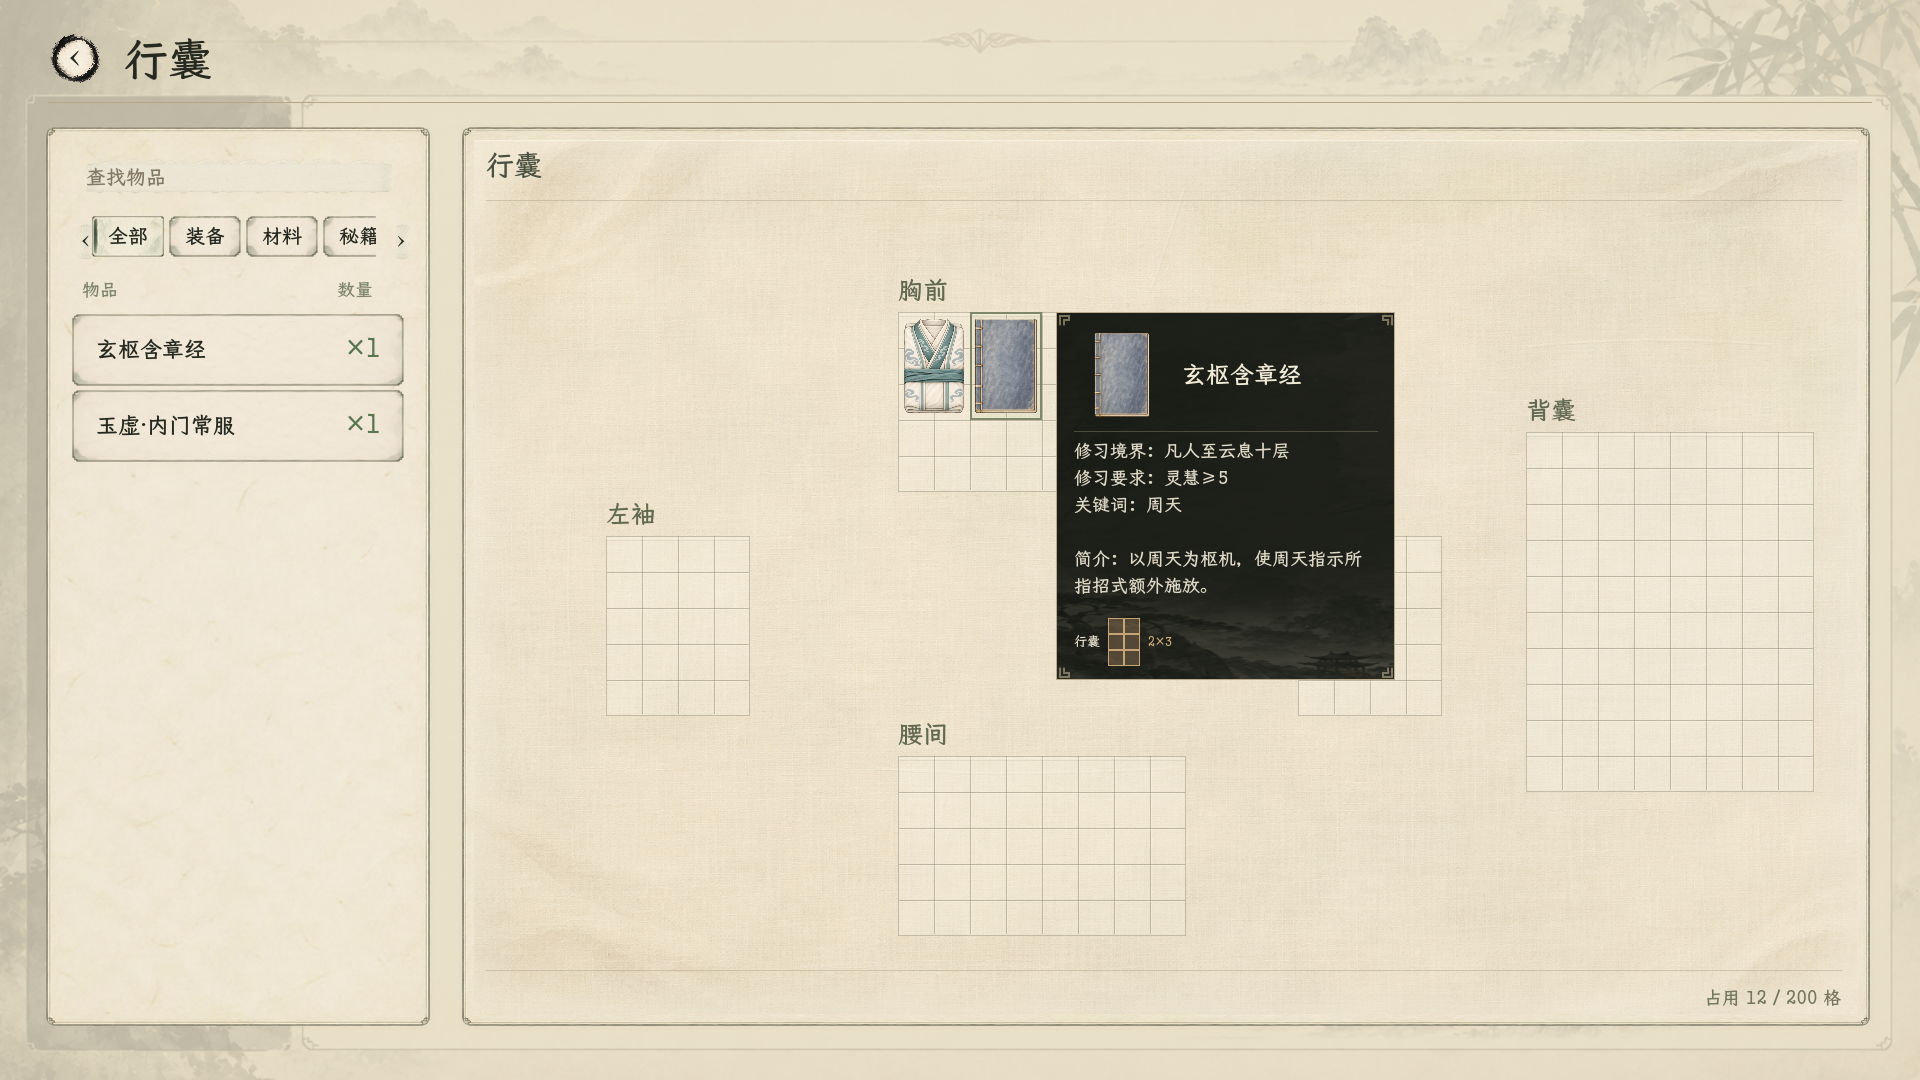 行囊
查找物品
全部 装备 材料 秘籍
物品 数量
玄枢含章经 ×1
玉虚·内门常服 ×1
行囊
胸前
玄枢含章经
修习境界：凡人至云息十层
修习要求：灵慧≥5
关键词：周天
简介：以周天为枢机，使周天指示所
指招式额外施放。
行囊 2×3
背囊
左袖
腰间
占用 12 / 200 格